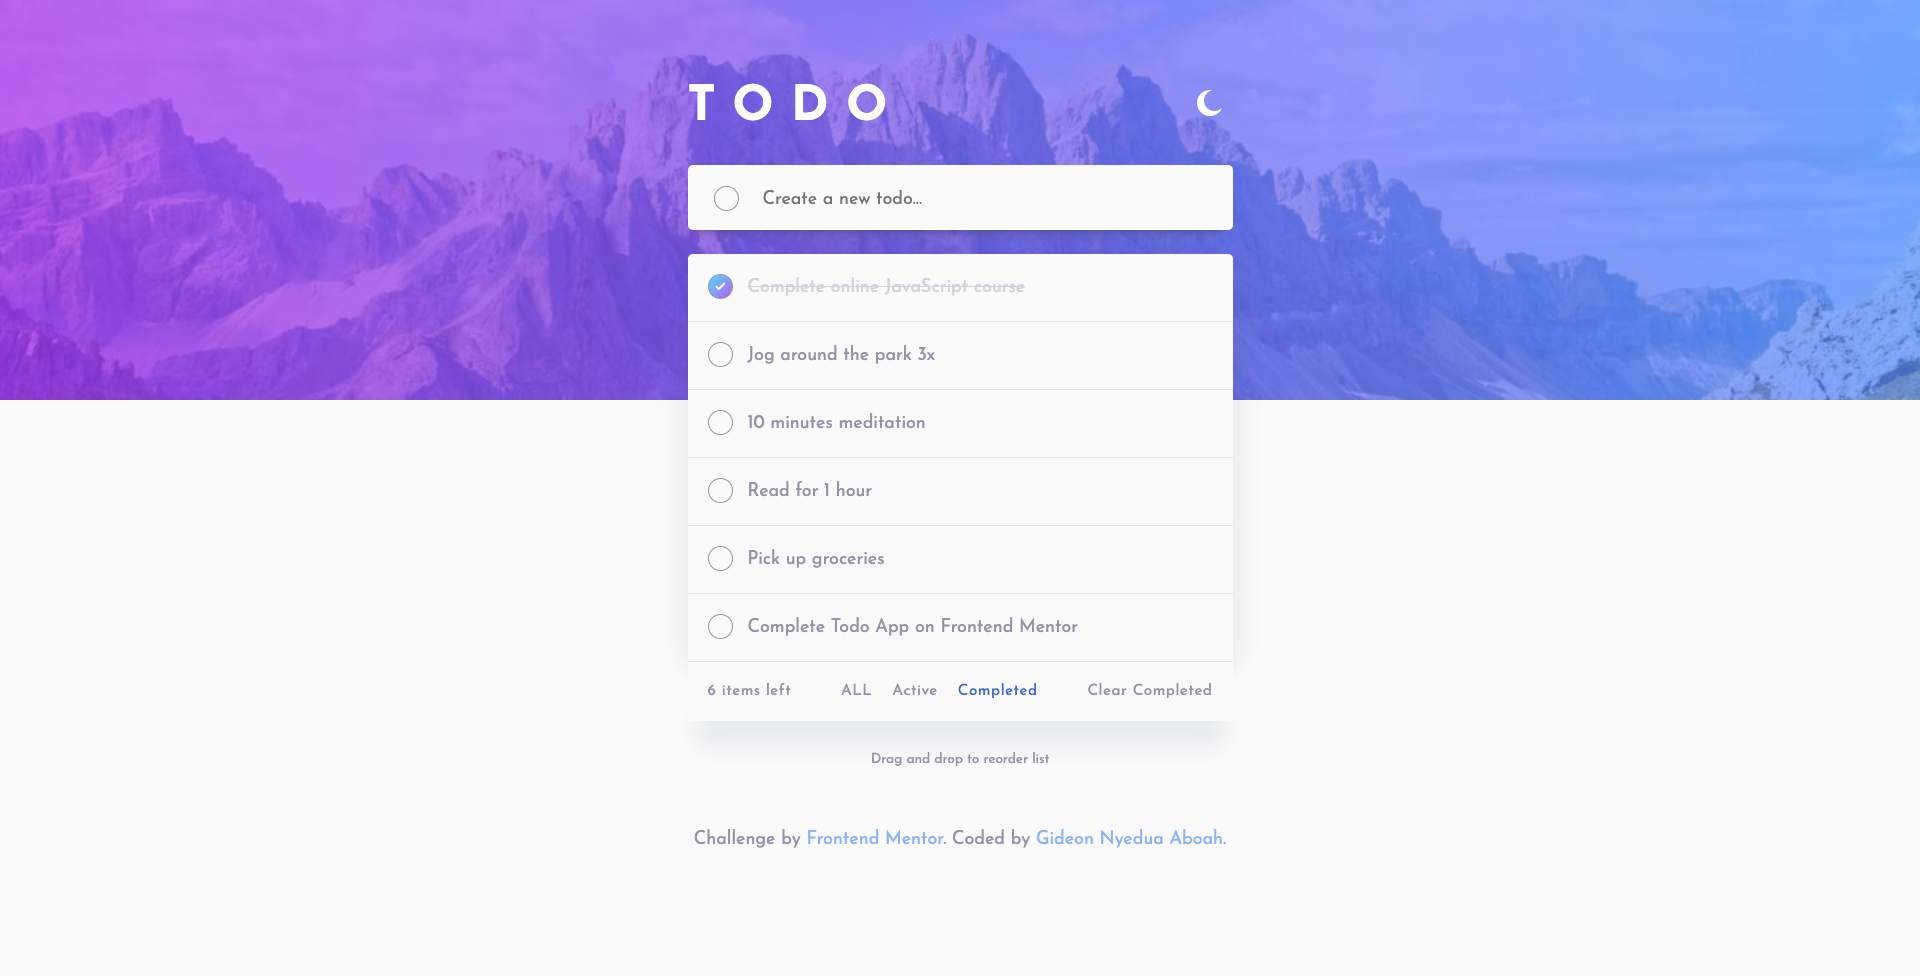 TODO
Create a new todo...
Complete online JavaScript course
Jog around the park 3x
10 minutes meditation
Read for 1 hour
Pick up groceries
Complete Todo App on Frontend Mentor
6 items left ALL Active Completed Clear Completed
Drag and drop to reorder list
Challenge by Frontend Mentor. Coded by Gideon Nyedua Aboah.